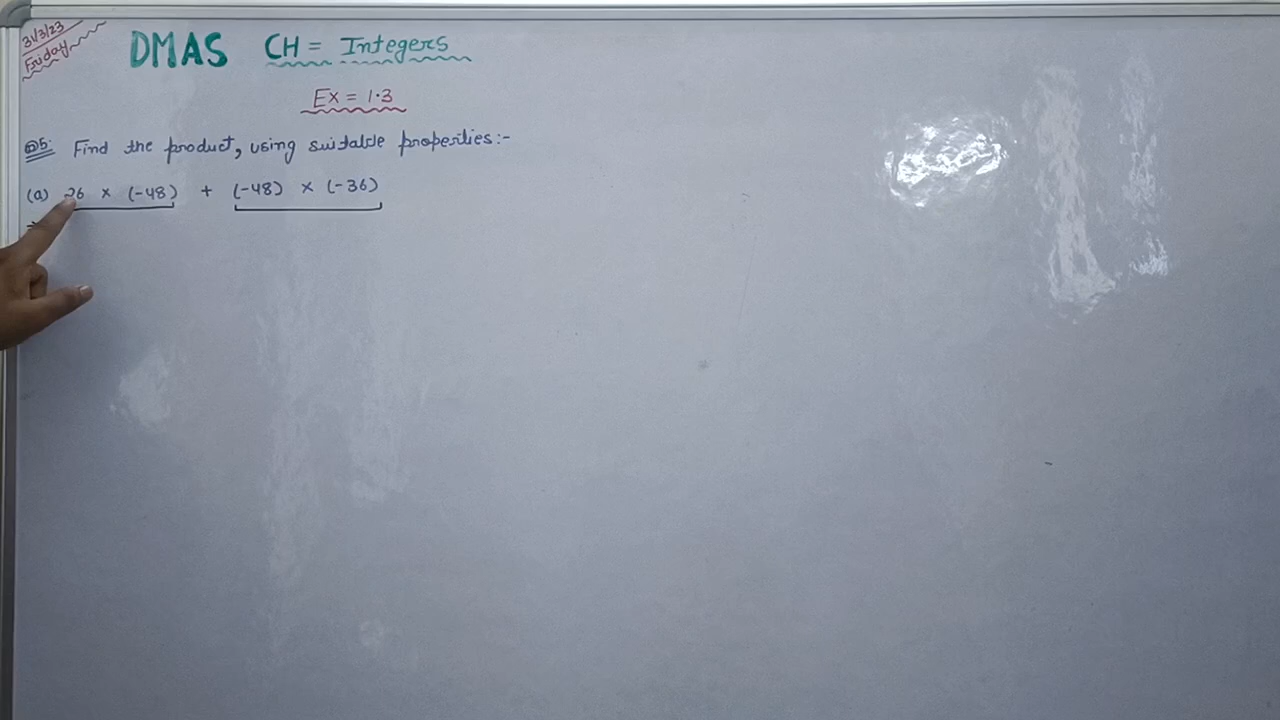 31/3/23
Friday
DMAS CH = Integers
Ex = 1.3
Q5. Find the product, using suitable properties:-
(a) 26 x (-48) + (-48) x (-36)